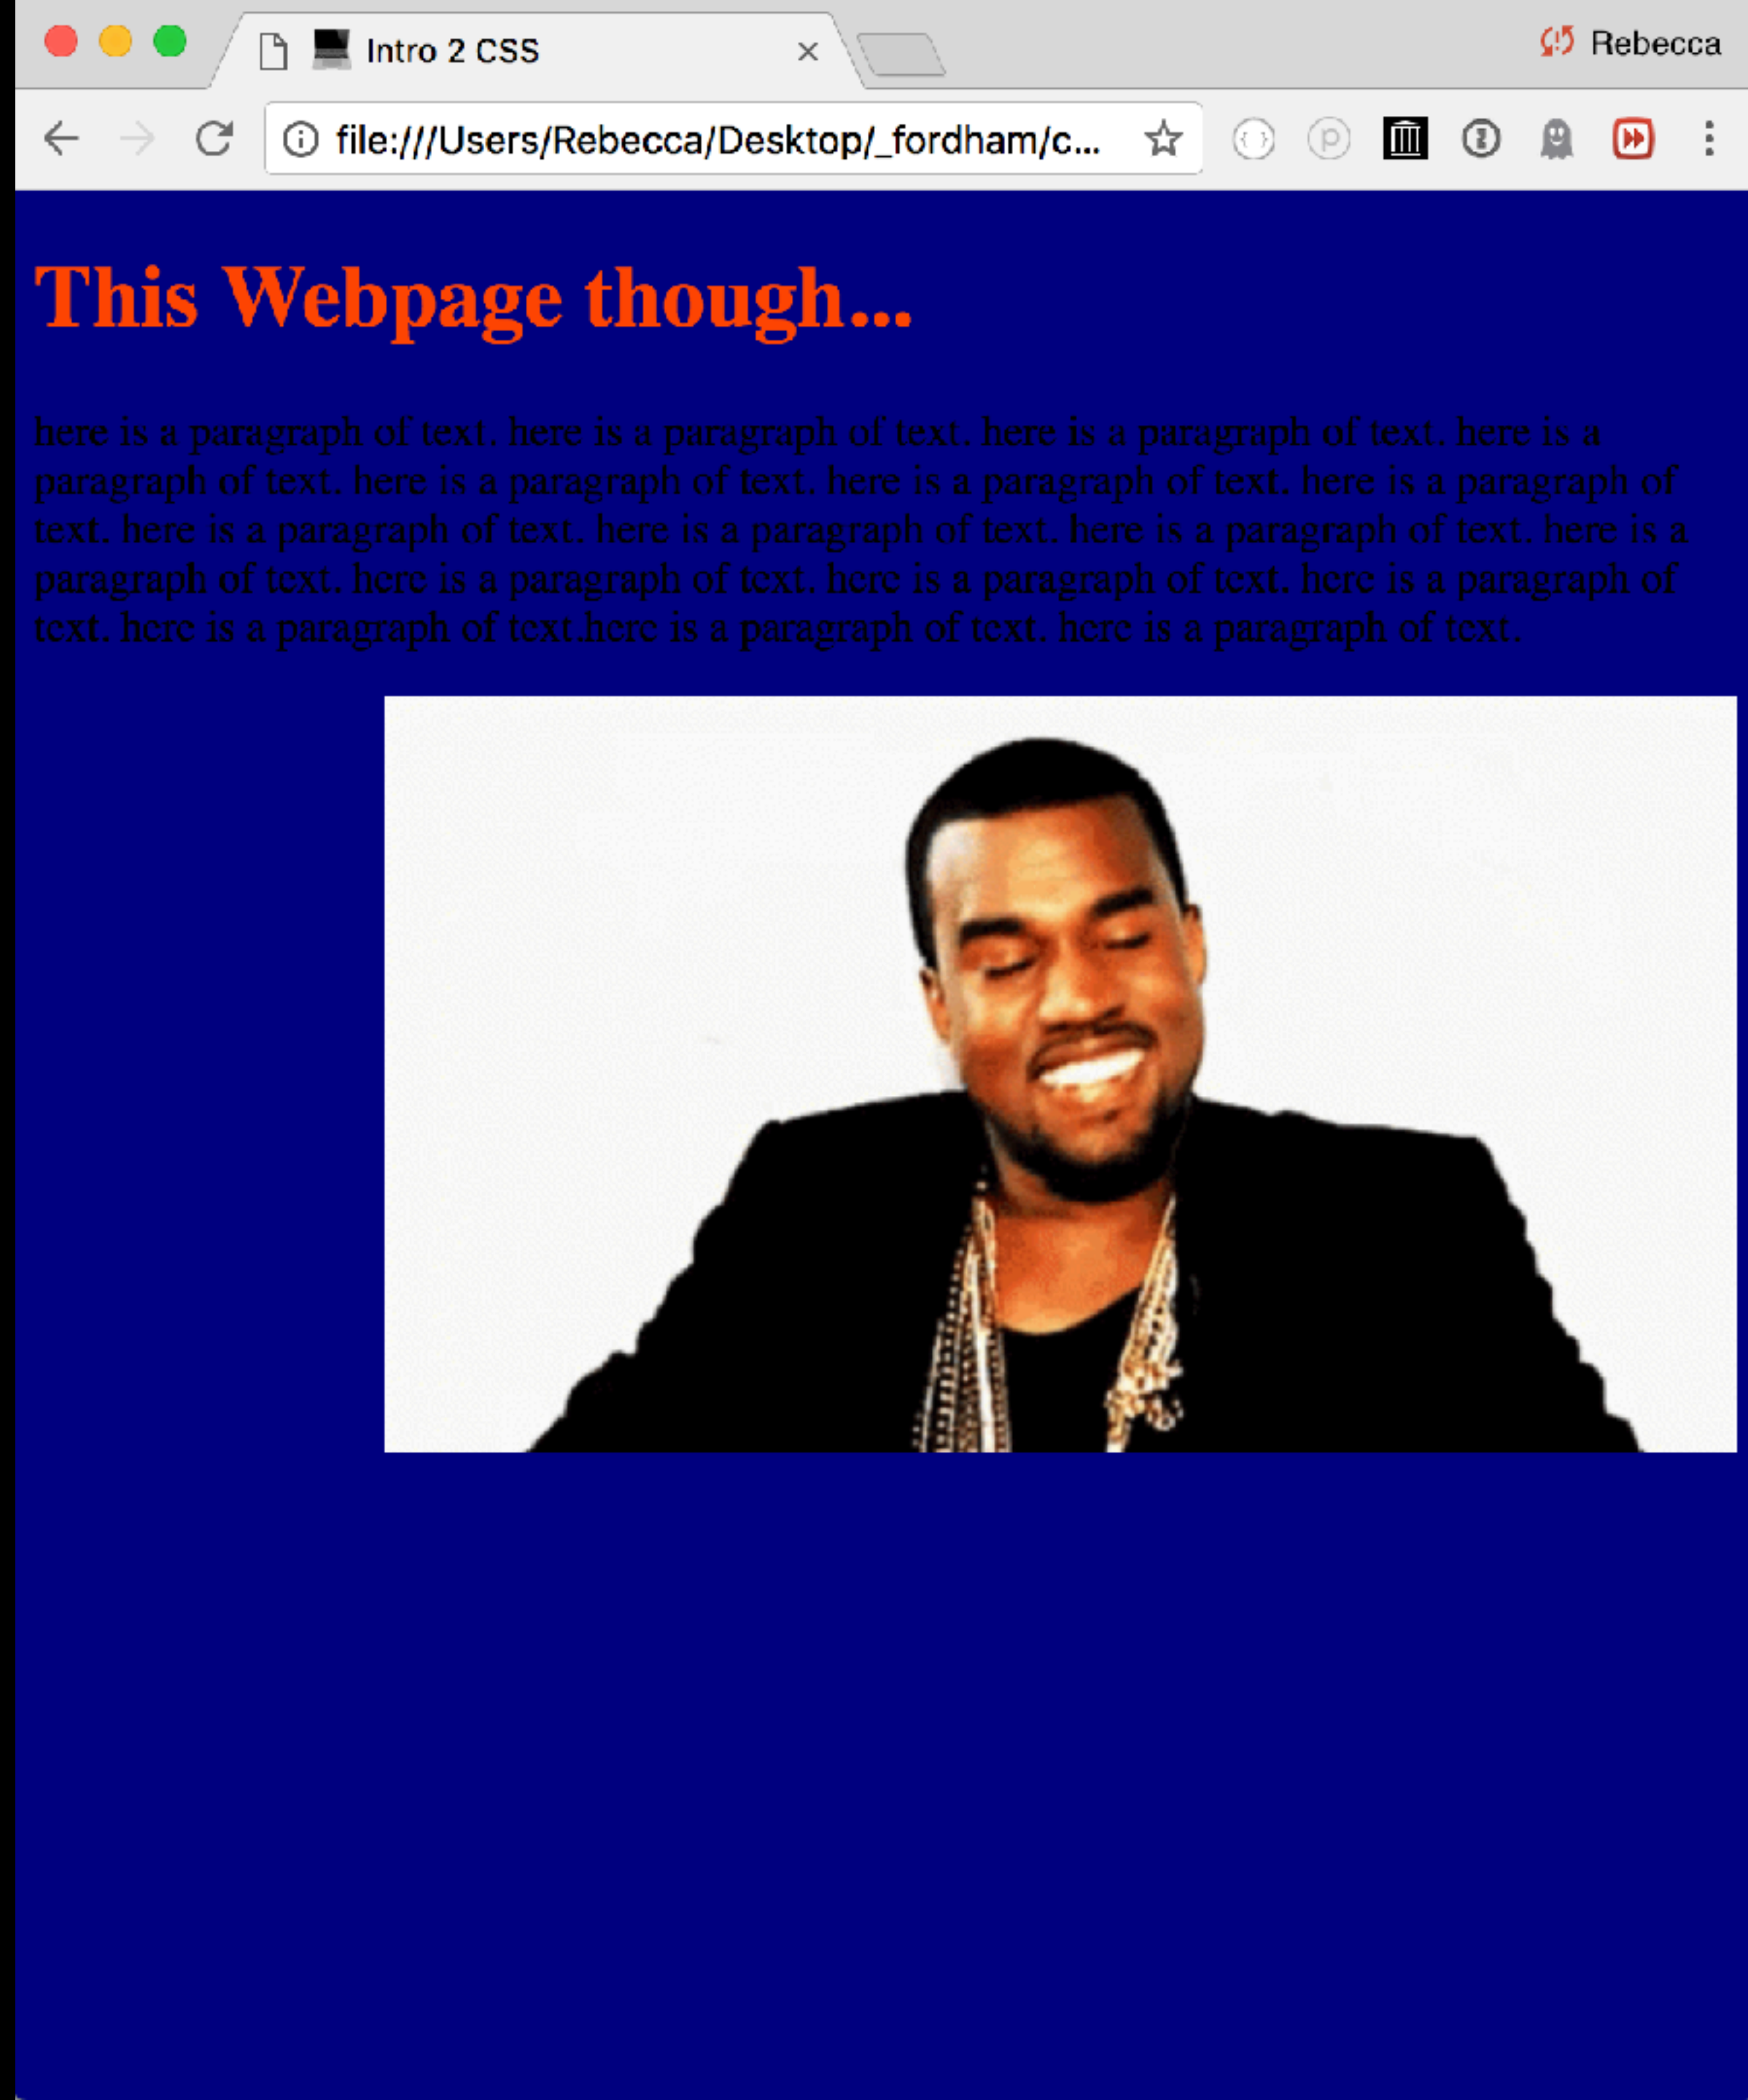 Intro 2 CSS
Rebecca
file:///Users/Rebecca/Desktop/_fordham/c...
This Webpage though...
here is a paragraph of text. here is a paragraph of text. here is a paragraph of text. here is a
paragraph of text. here is a paragraph of text. here is a paragraph of text. here is a paragraph of
text. here is a paragraph of text. here is a paragraph of text. here is a paragraph of text. here is a
paragraph of text. here is a paragraph of text. here is a paragraph of text. here is a paragraph of
text. here is a paragraph of text.here is a paragraph of text. here is a paragraph of text.